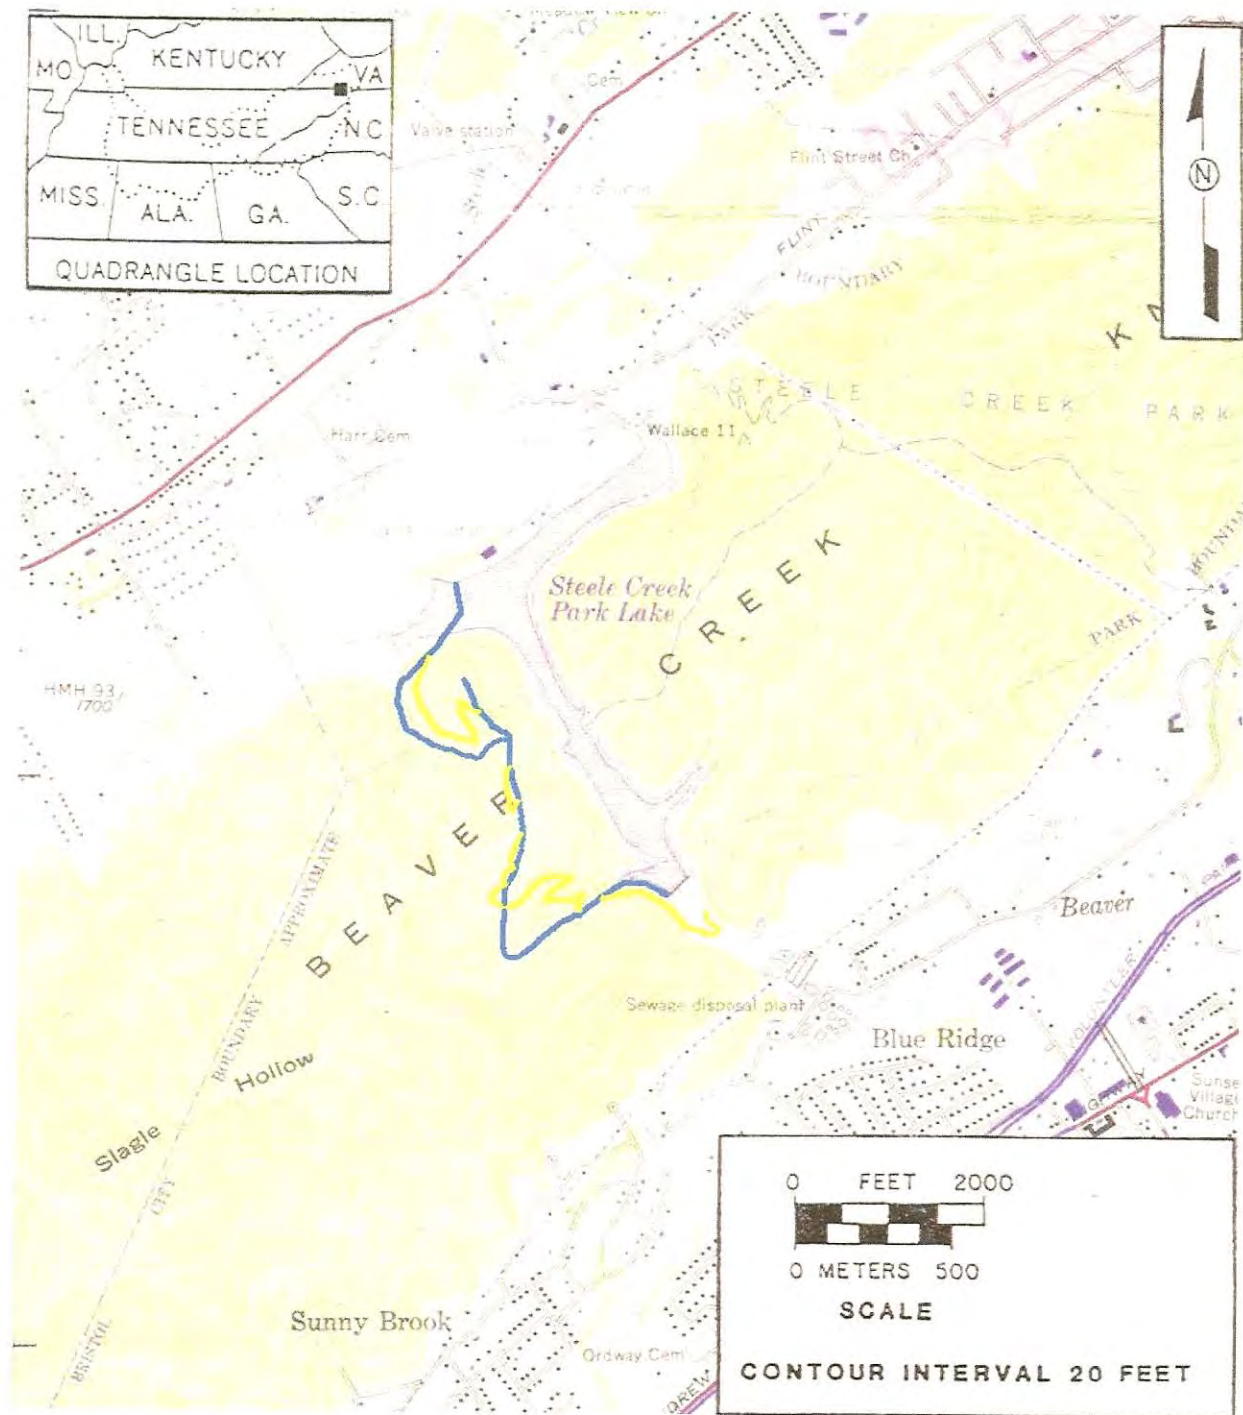 ILL.
KENTUCKY
MO.
VA
TENNESSEE
N.C
MISS.
ALA.
GA.
S.C.
QUADRANGLE LOCATION
Cem
Valve station
Flint Street Ch
N
FLINT
PARK
BOUNDARY
STEELE CREEK PARK
Wallace 11
Harr Cem
Steele Creek
Park Lake
CREEK
PARK
HMH 93
1700
BEAVER
APPROXIMATE
BOUNDARY
CITY
BRISTOL
Beaver
Sewage disposal plant
Blue Ridge
Slagle
Hollow
Village
Church
Sunny Brook
Ordway Cem
0 FEET 2000
0 METERS 500
SCALE
CONTOUR INTERVAL 20 FEET